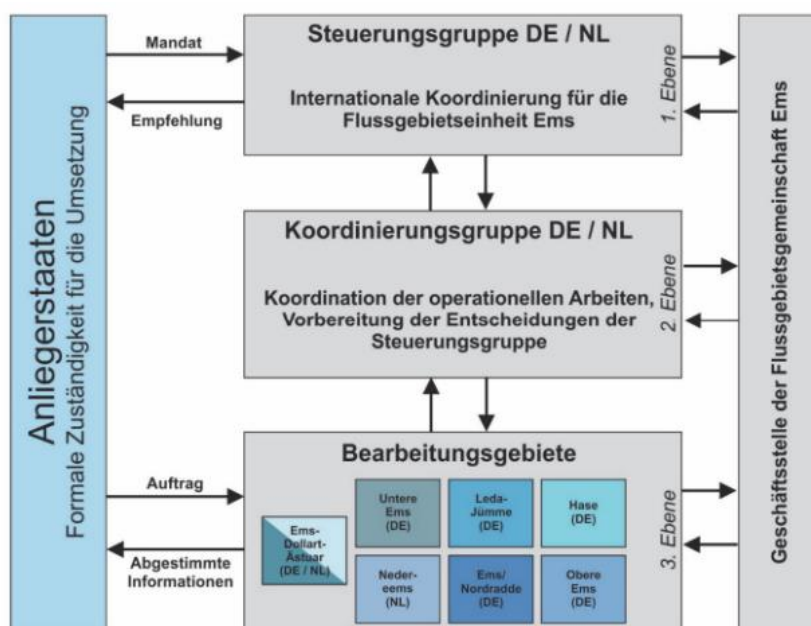 Anliegerstaaten
Formale Zuständigkeit für die Umsetzung
Mandat
Empfehlung
Steuerungsgruppe DE / NL
Internationale Koordinierung für die
Flussgebietseinheit Ems
1. Ebene
Koordinierungsgruppe DE / NL
Koordination der operationellen Arbeiten,
Vorbereitung der Entscheidungen der
Steuerungsgruppe
2. Ebene
Auftrag
Abgestimmte
Informationen
Bearbeitungsgebiete
Ems-
Dollart-
Ästuar
(DE / NL)
Untere
Ems
(DE)
Leda-
Jümme
(DE)
Hase
(DE)
Neder-
eems
(NL)
Ems/
Nordradde
(DE)
Obere
Ems
(DE)
3. Ebene
Geschäftsstelle der Flussgebietsgemeinschaft Ems